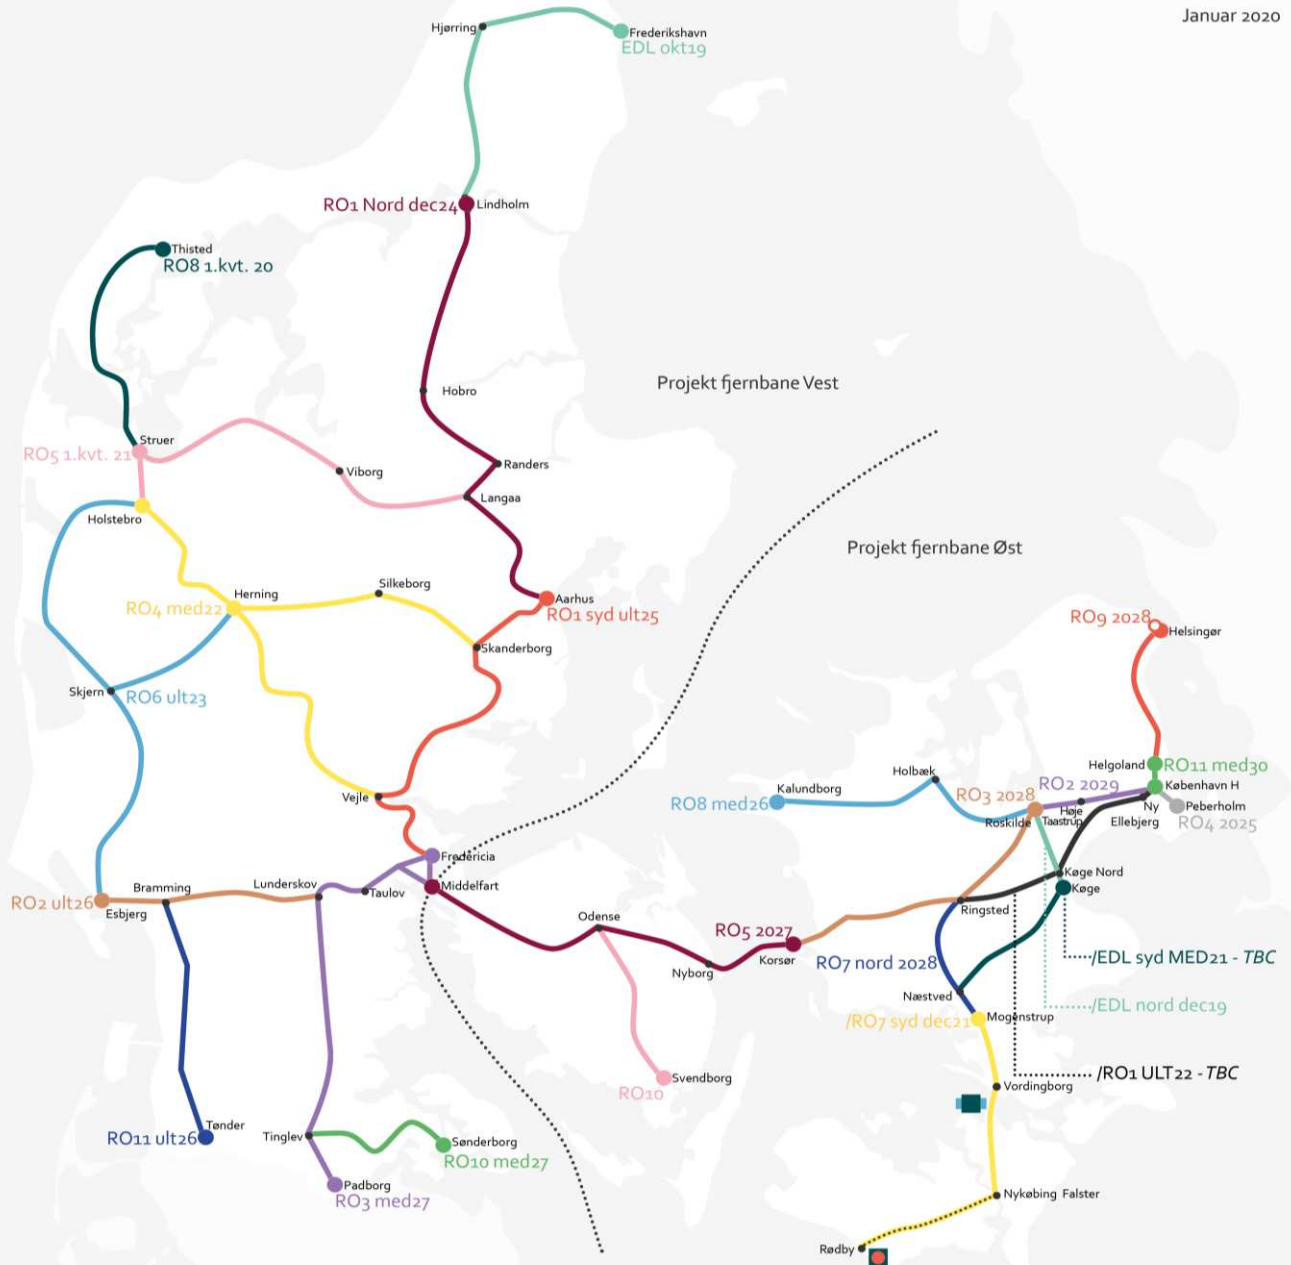 Januar 2020
Hjørring
Frederikshavn
EDL okt19
RO1 Nord dec24
Lindholm
Thisted
RO8 1.kvt. 20
Projekt fjernbane Vest
Hobro
Struer
RO5 1.kvt. 21
Viborg
Randers
Langaa
Holstebro
Projekt fjernbane Øst
Silkeborg
Herning
RO4 med22
Aarhus
RO1 syd ult25
RO9 2028
Helsingør
Skanderborg
Skjern
RO6 ult23
Helgoland
RO11 med30
Holbæk
RO2 2029
København H
Kalundborg
RO8 med26
RO3 2028
Vejle
Roskilde
Høje
Taastrup
Ny
Ellebjerg
Peberholm
RO4 2025
Fredericia
Køge Nord
Middelfart
Køge
Lunderskov
Taulov
Bramming
RO2 ult26
Esbjerg
Ringsted
Odense
RO5 2027
Korsør
RO7 nord 2028
Nyborg
/EDL syd MED21 - TBC
Næstved
/EDL nord dec19
/RO7 syd dec21
Mogenstrup
/RO1 ULT22 - TBC
Svendborg
RO10
Vordingborg
Tønder
RO11 ult26
Tinglev
Sønderborg
RO10 med27
Padborg
RO3 med27
Nykøbing Falster
Rødby